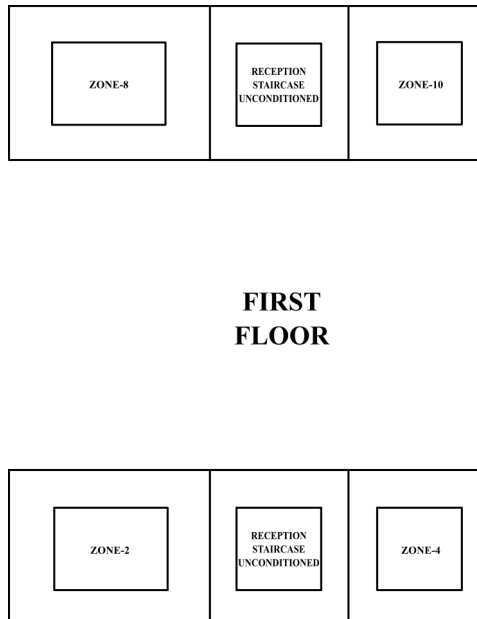 ZONE-8
RECEPTION
STAIRCASE
UNCONDITIONED
ZONE-10
FIRST
FLOOR
ZONE-2
RECEPTION
STAIRCASE
UNCONDITIONED
ZONE-4